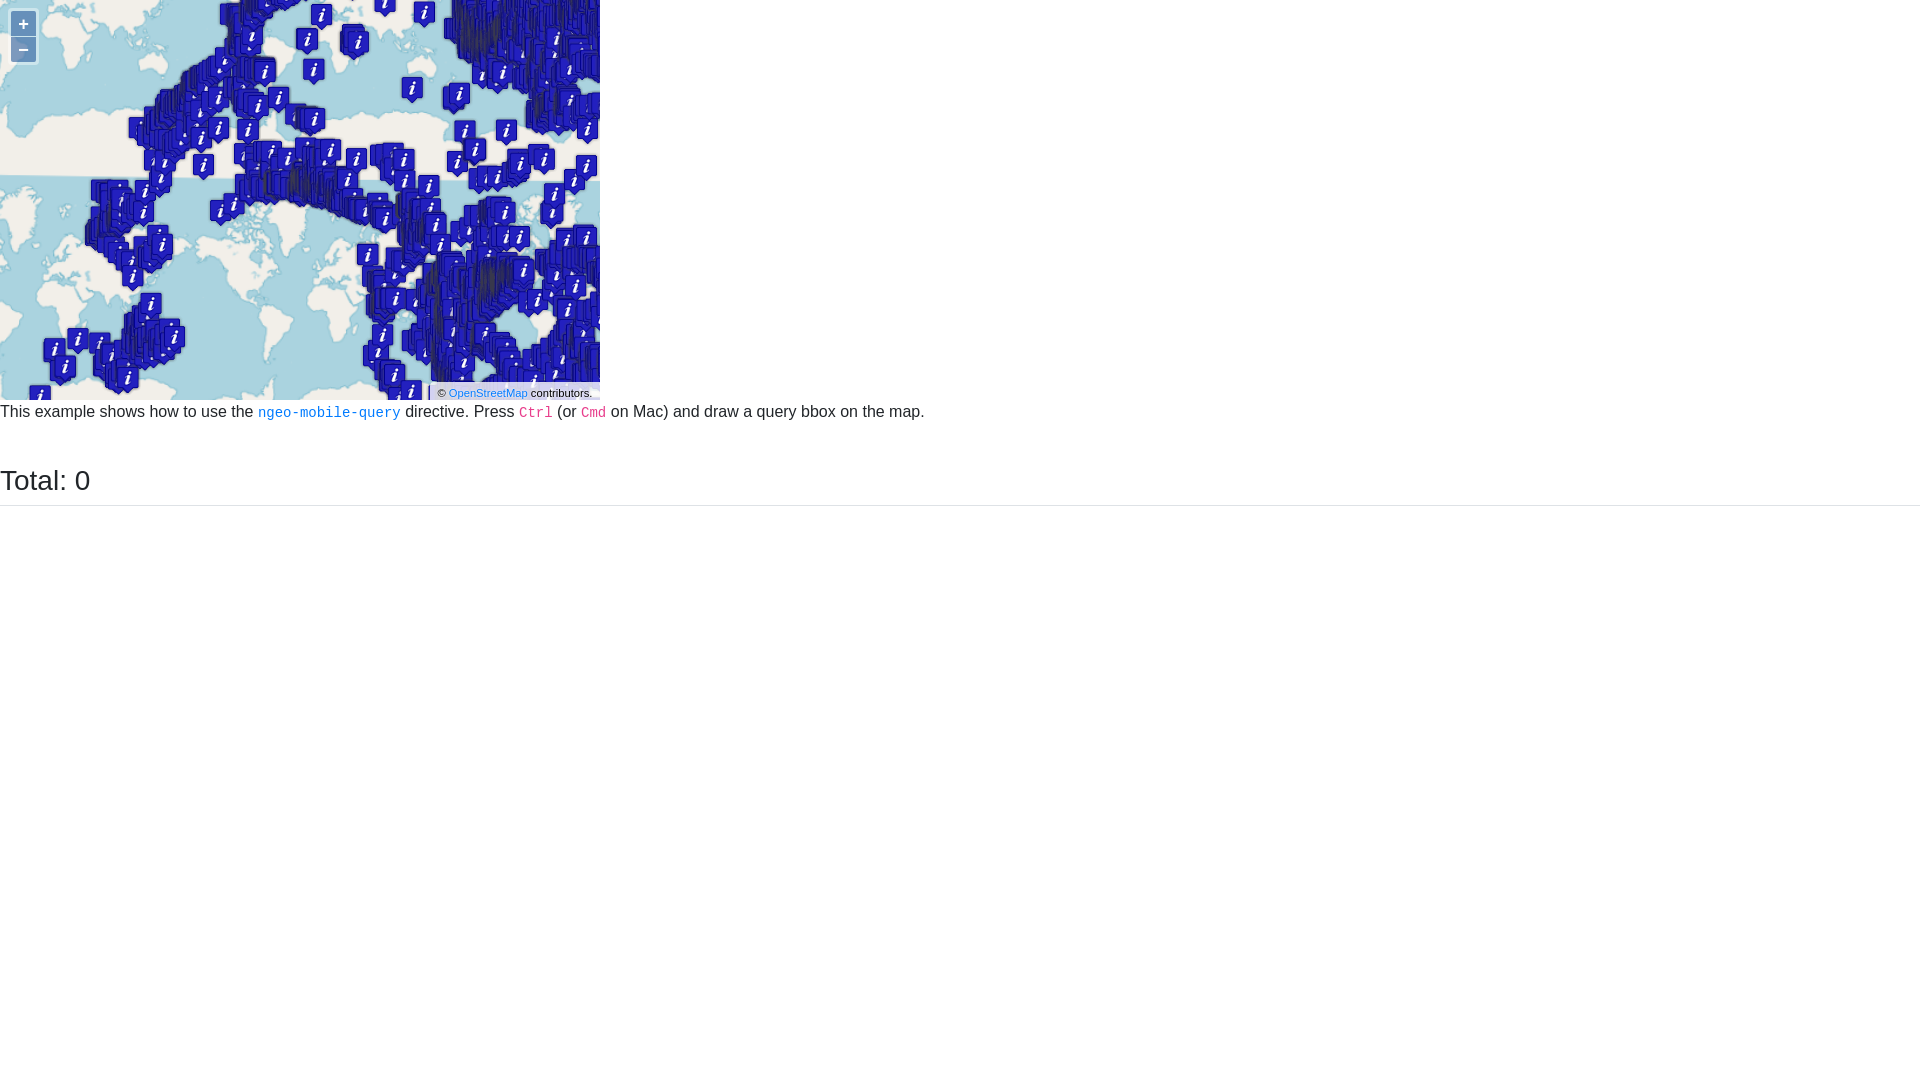 +
−
© OpenStreetMap contributors.
This example shows how to use the ngeo-mobile-query directive. Press Ctrl (or Cmd on Mac) and draw a query bbox on the map.
Total: 0